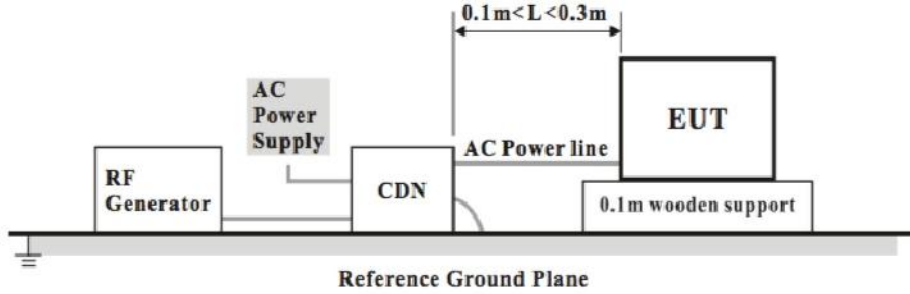 0.1m<L<0.3m
AC
Power
Supply
EUT
AC Power line
RF
Generator
CDN
0.1m wooden support
Reference Ground Plane